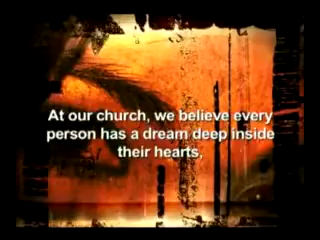 At our church, we believe every
person has a dream deep inside
their hearts,